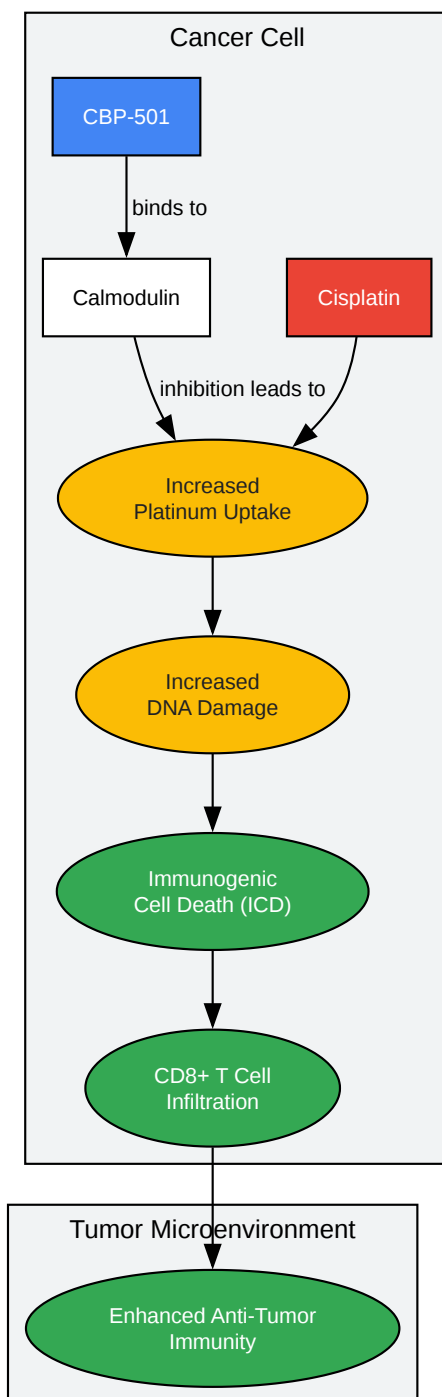 Cancer Cell
CBP-501
binds to
Calmodulin
Cisplatin
inhibition leads to
Increased
Platinum Uptake
Increased
DNA Damage
Immunogenic
Cell Death (ICD)
CD8+ T Cell
Infiltration
Tumor Microenvironment
Enhanced Anti-Tumor
Immunity